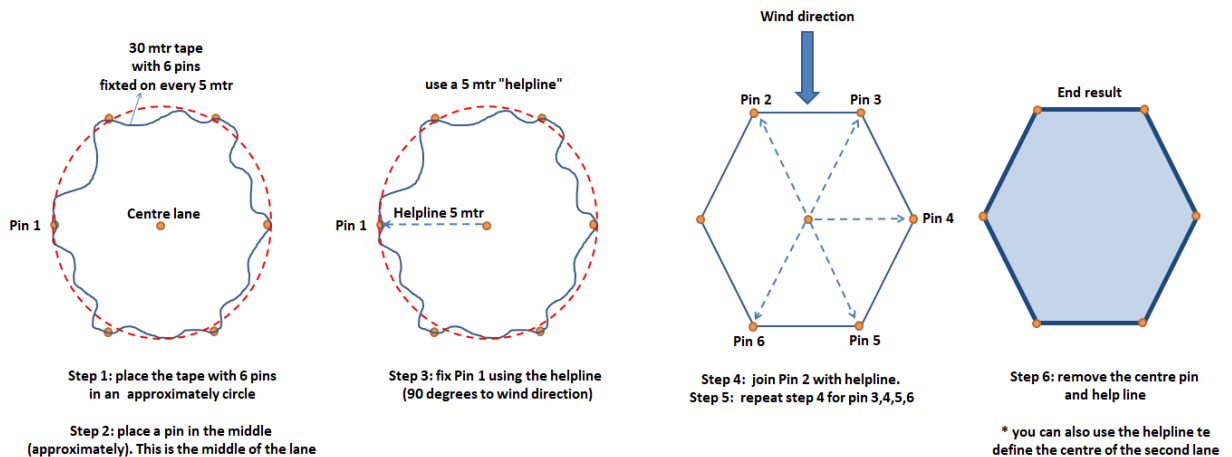 30 mtr tape
with 6 pins
fixted on every 5 mtr
Pin 1
Centre lane
Step 1: place the tape with 6 pins
in an approximately circle
Step 2: place a pin in the middle
(approximately). This is the middle of the lane
use a 5 mtr "helpline"
Pin 1
Helpline 5 mtr
Step 3: fix Pin 1 using the helpline
(90 degrees to wind direction)
Wind direction
Pin 2
Pin 3
Pin 4
Pin 6
Pin 5
Step 4: join Pin 2 with helpline.
Step 5: repeat step 4 for pin 3,4,5,6
End result
Step 6: remove the centre pin
and help line
* you can also use the helpline te
define the centre of the second lane